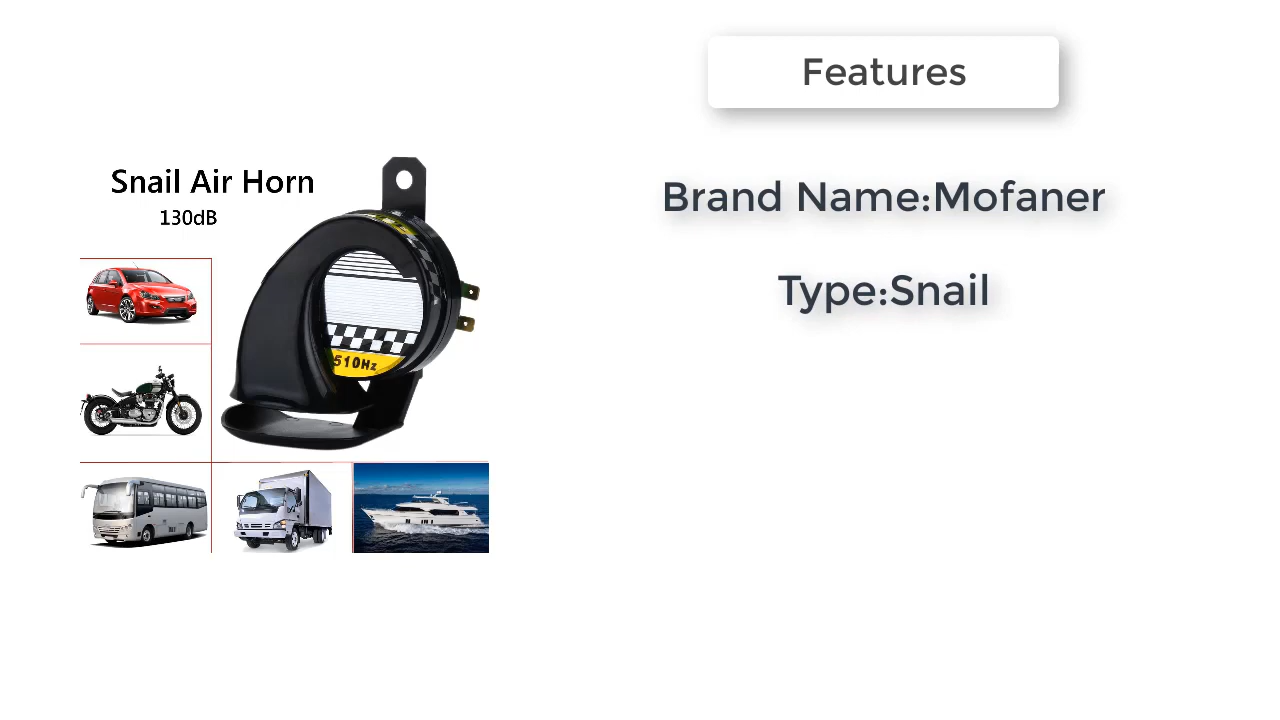 Features
Snail Air Horn
130dB
Brand Name:Mofaner
Type:Snail
510Hz